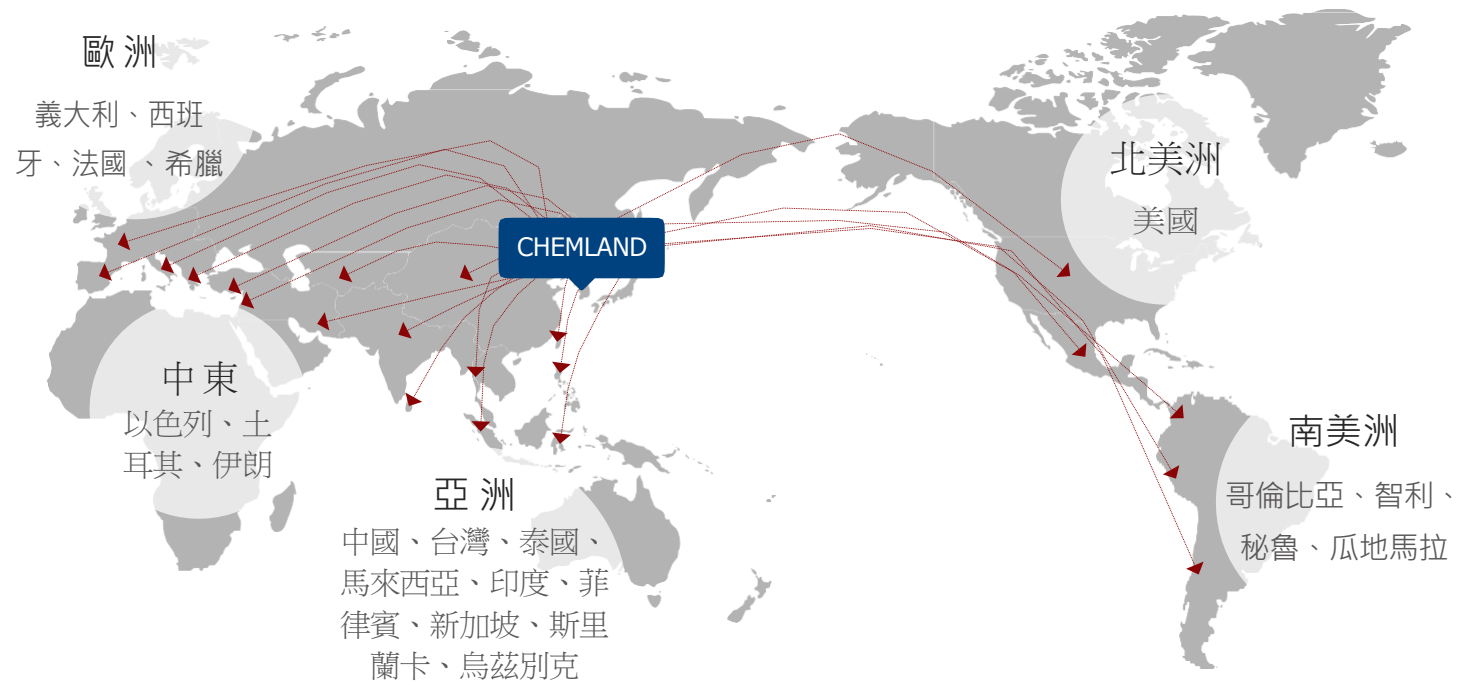 歐 洲
義大利、西班
牙、法國 、希臘
CHEMLAND
北美洲
美國
中 東
以色列、土
耳其、伊朗
亞 洲
中國、台灣、泰國、
馬來西亞、印度、菲
律賓、新加坡、斯里
蘭卡、烏茲別克
南美洲
哥倫比亞、智利、
秘魯、瓜地馬拉